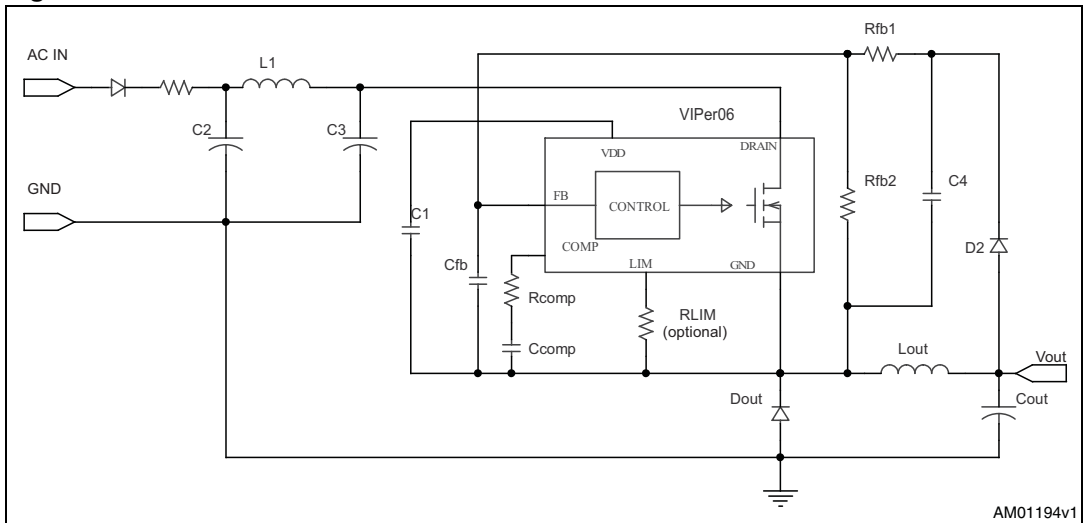 Rfb1
AC IN
L1
VIPer06
C2
C3
VDD
DRAIN
GND
C1
FB
CONTROL
Rfb2
C4
D2
COMP
Cfb
LIM
GND
Rcomp
RLIM
(optional)
Ccomp
Lout
Vout
Dout
Cout
AM01194v1